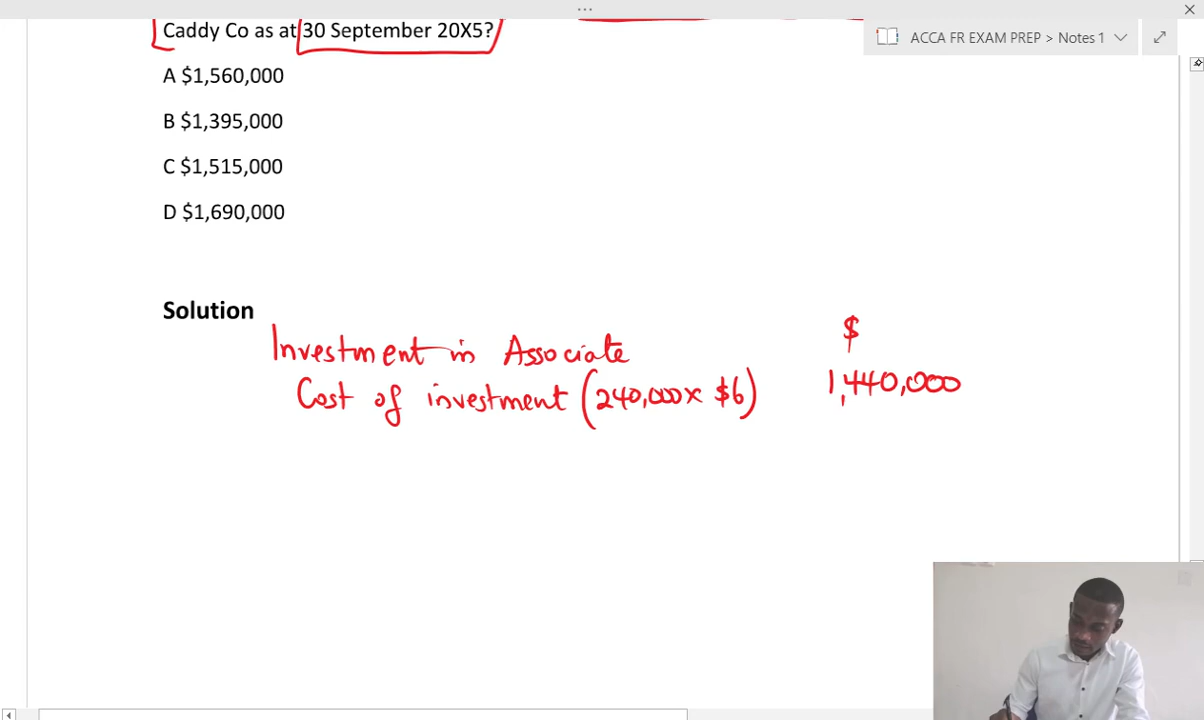 Caddy Co as at 30 September 20X5?
ACCA FR EXAM PREP > Notes 1
A $1,560,000
B $1,395,000
C $1,515,000
D $1,690,000
Solution
$
Investment in Associate
Cost of investment (240,000x $6) 1,440,000